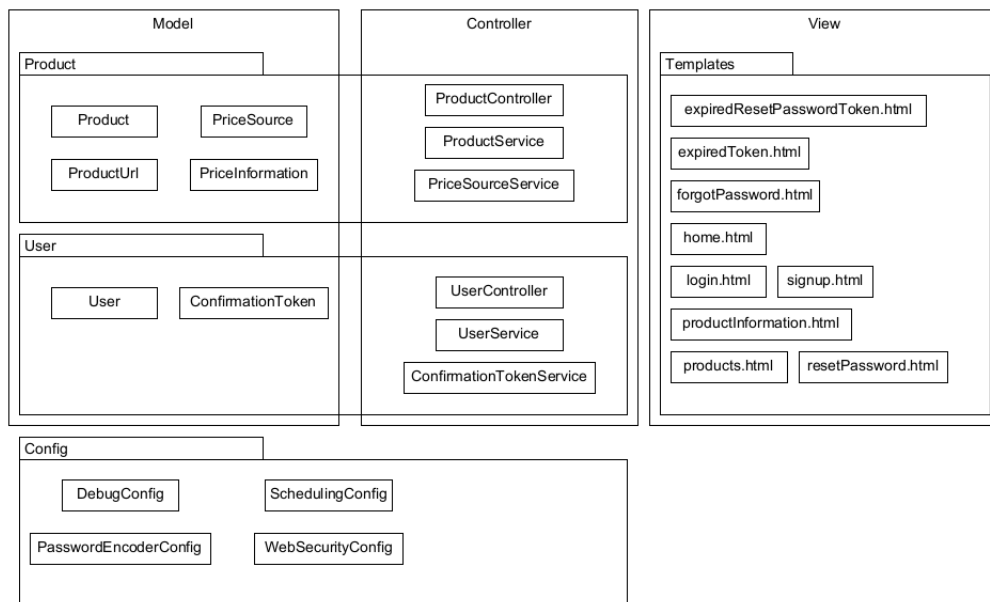 Model
Controller
View
Product
Templates
Product
PriceSource
ProductUrl
PriceInformation
ProductController
ProductService
PriceSourceService
User
User
ConfirmationToken
UserController
UserService
ConfirmationTokenService
expiredResetPasswordToken.html
expiredToken.html
forgotPassword.html
home.html
login.html
signup.html
productInformation.html
products.html
resetPassword.html
Config
DebugConfig
SchedulingConfig
PasswordEncoderConfig
WebSecurityConfig